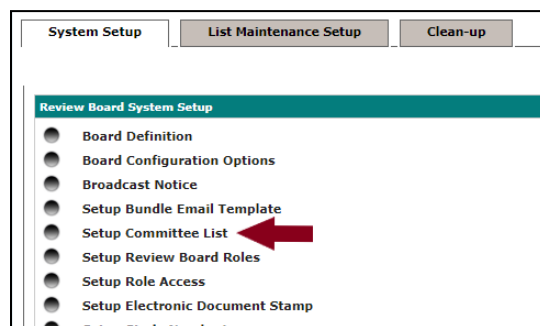 System Setup List Maintenance Setup Clean-up
Review Board System Setup
Board Definition
Board Configuration Options
Broadcast Notice
Setup Bundle Email Template
Setup Committee List
Setup Review Board Roles
Setup Role Access
Setup Electronic Document Stamp